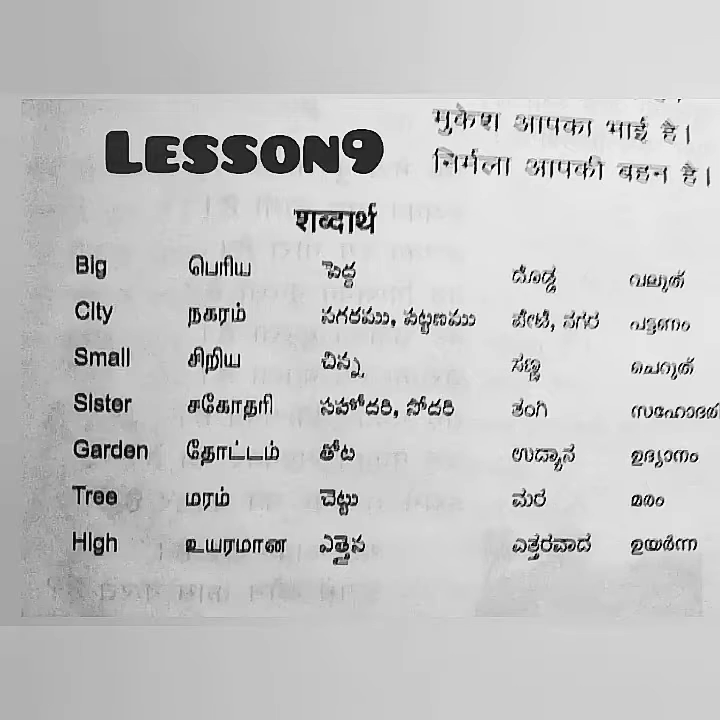 मुकेश आपका भाई है।
LESSON9
निर्मला आपकी बहन है।
शब्दार्थ
Big பெரிய పెద్ద ದೊಡ್ಡ വലുത്
City நகரம் నగరము, పట్టణము ಪೇಟೆ, ನಗರ പട്ടണം
Small சிறிய చిన్న ಸಣ್ಣ ചെറുത്
Sister சகோதரி సహోదరి, సోదరి ತಂಗಿ സഹോദരി
Garden தோட்டம் తోట ಉದ್ಯಾನ ഉദ്യാനം
Tree மரம் చెట్టు ಮರ മരം
High உயரமான ఎత్తైన ಎತ್ತರವಾದ ഉയർന്ന